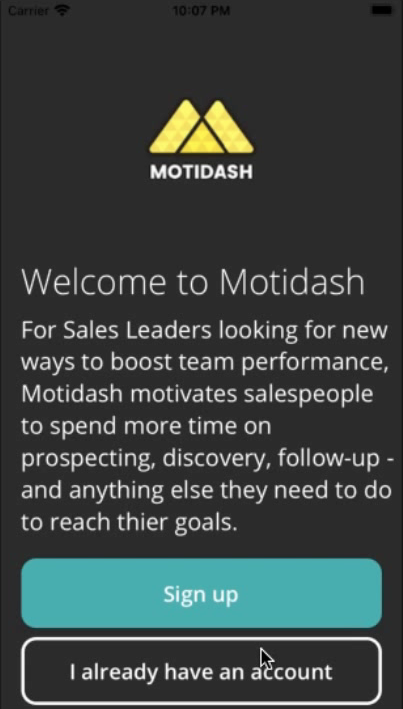 Carrier 10:07 PM
MOTIDASH
Welcome to Motidash
For Sales Leaders looking for new
ways to boost team performance,
Motidash motivates salespeople
to spend more time on
prospecting, discovery, follow-up -
and anything else they need to do
to reach thier goals.
Sign up
I already have an account